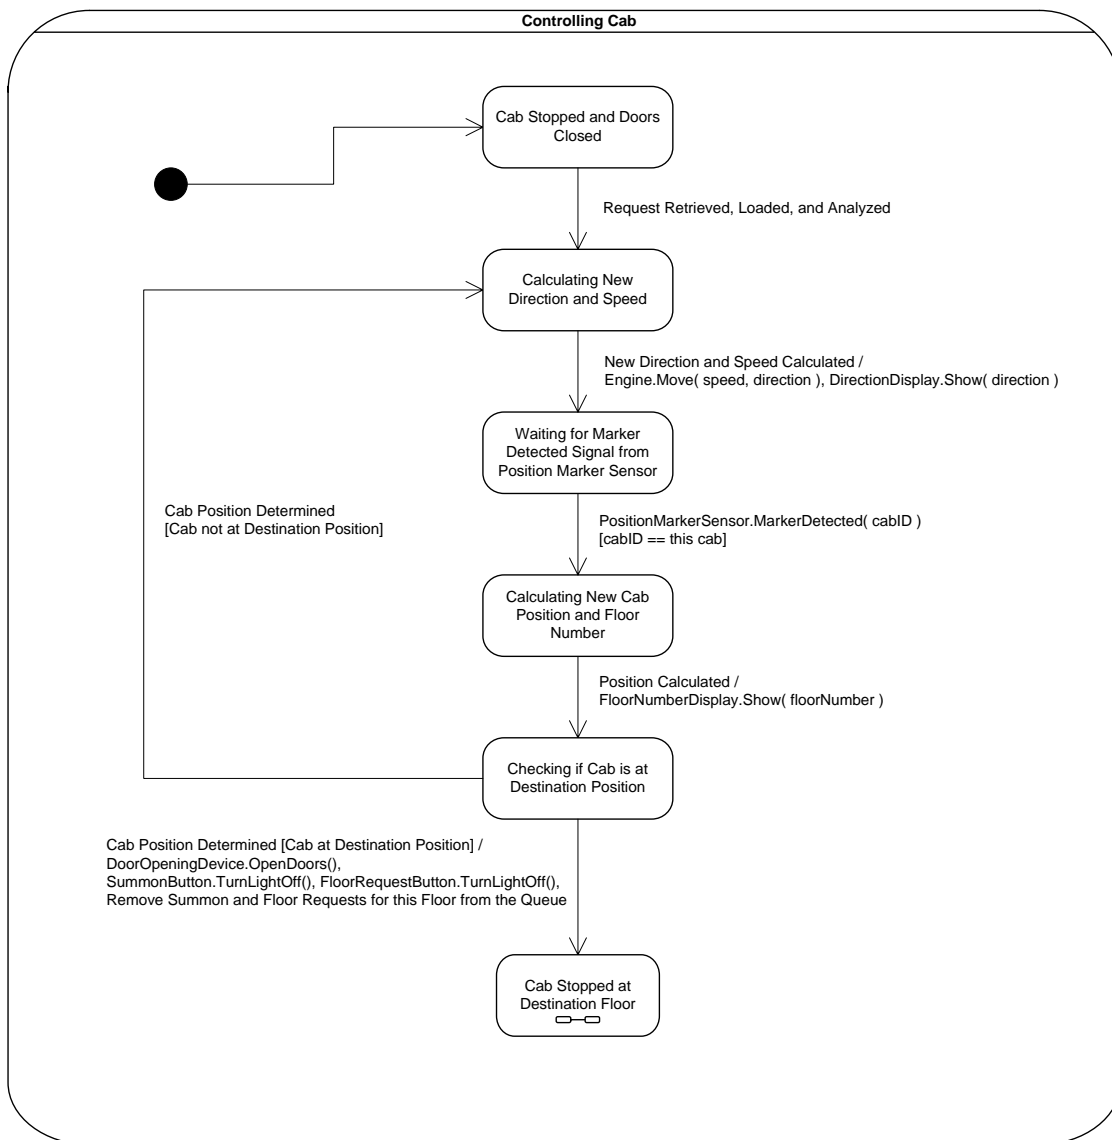 Controlling Cab
Cab Stopped and Doors
Closed
Request Retrieved, Loaded, and Analyzed
Calculating New
Direction and Speed
New Direction and Speed Calculated /
Engine.Move( speed, direction ), DirectionDisplay.Show( direction )
Waiting for Marker
Detected Signal from
Position Marker Sensor
Cab Position Determined
[Cab not at Destination Position]
PositionMarkerSensor.MarkerDetected( cabID )
[cabID == this cab]
Calculating New Cab
Position and Floor
Number
Position Calculated /
FloorNumberDisplay.Show( floorNumber )
Checking if Cab is at
Destination Position
Cab Position Determined [Cab at Destination Position] /
DoorOpeningDevice.OpenDoors(),
SummonButton.TurnLightOff(), FloorRequestButton.TurnLightOff(),
Remove Summon and Floor Requests for this Floor from the Queue
Cab Stopped at
Destination Floor